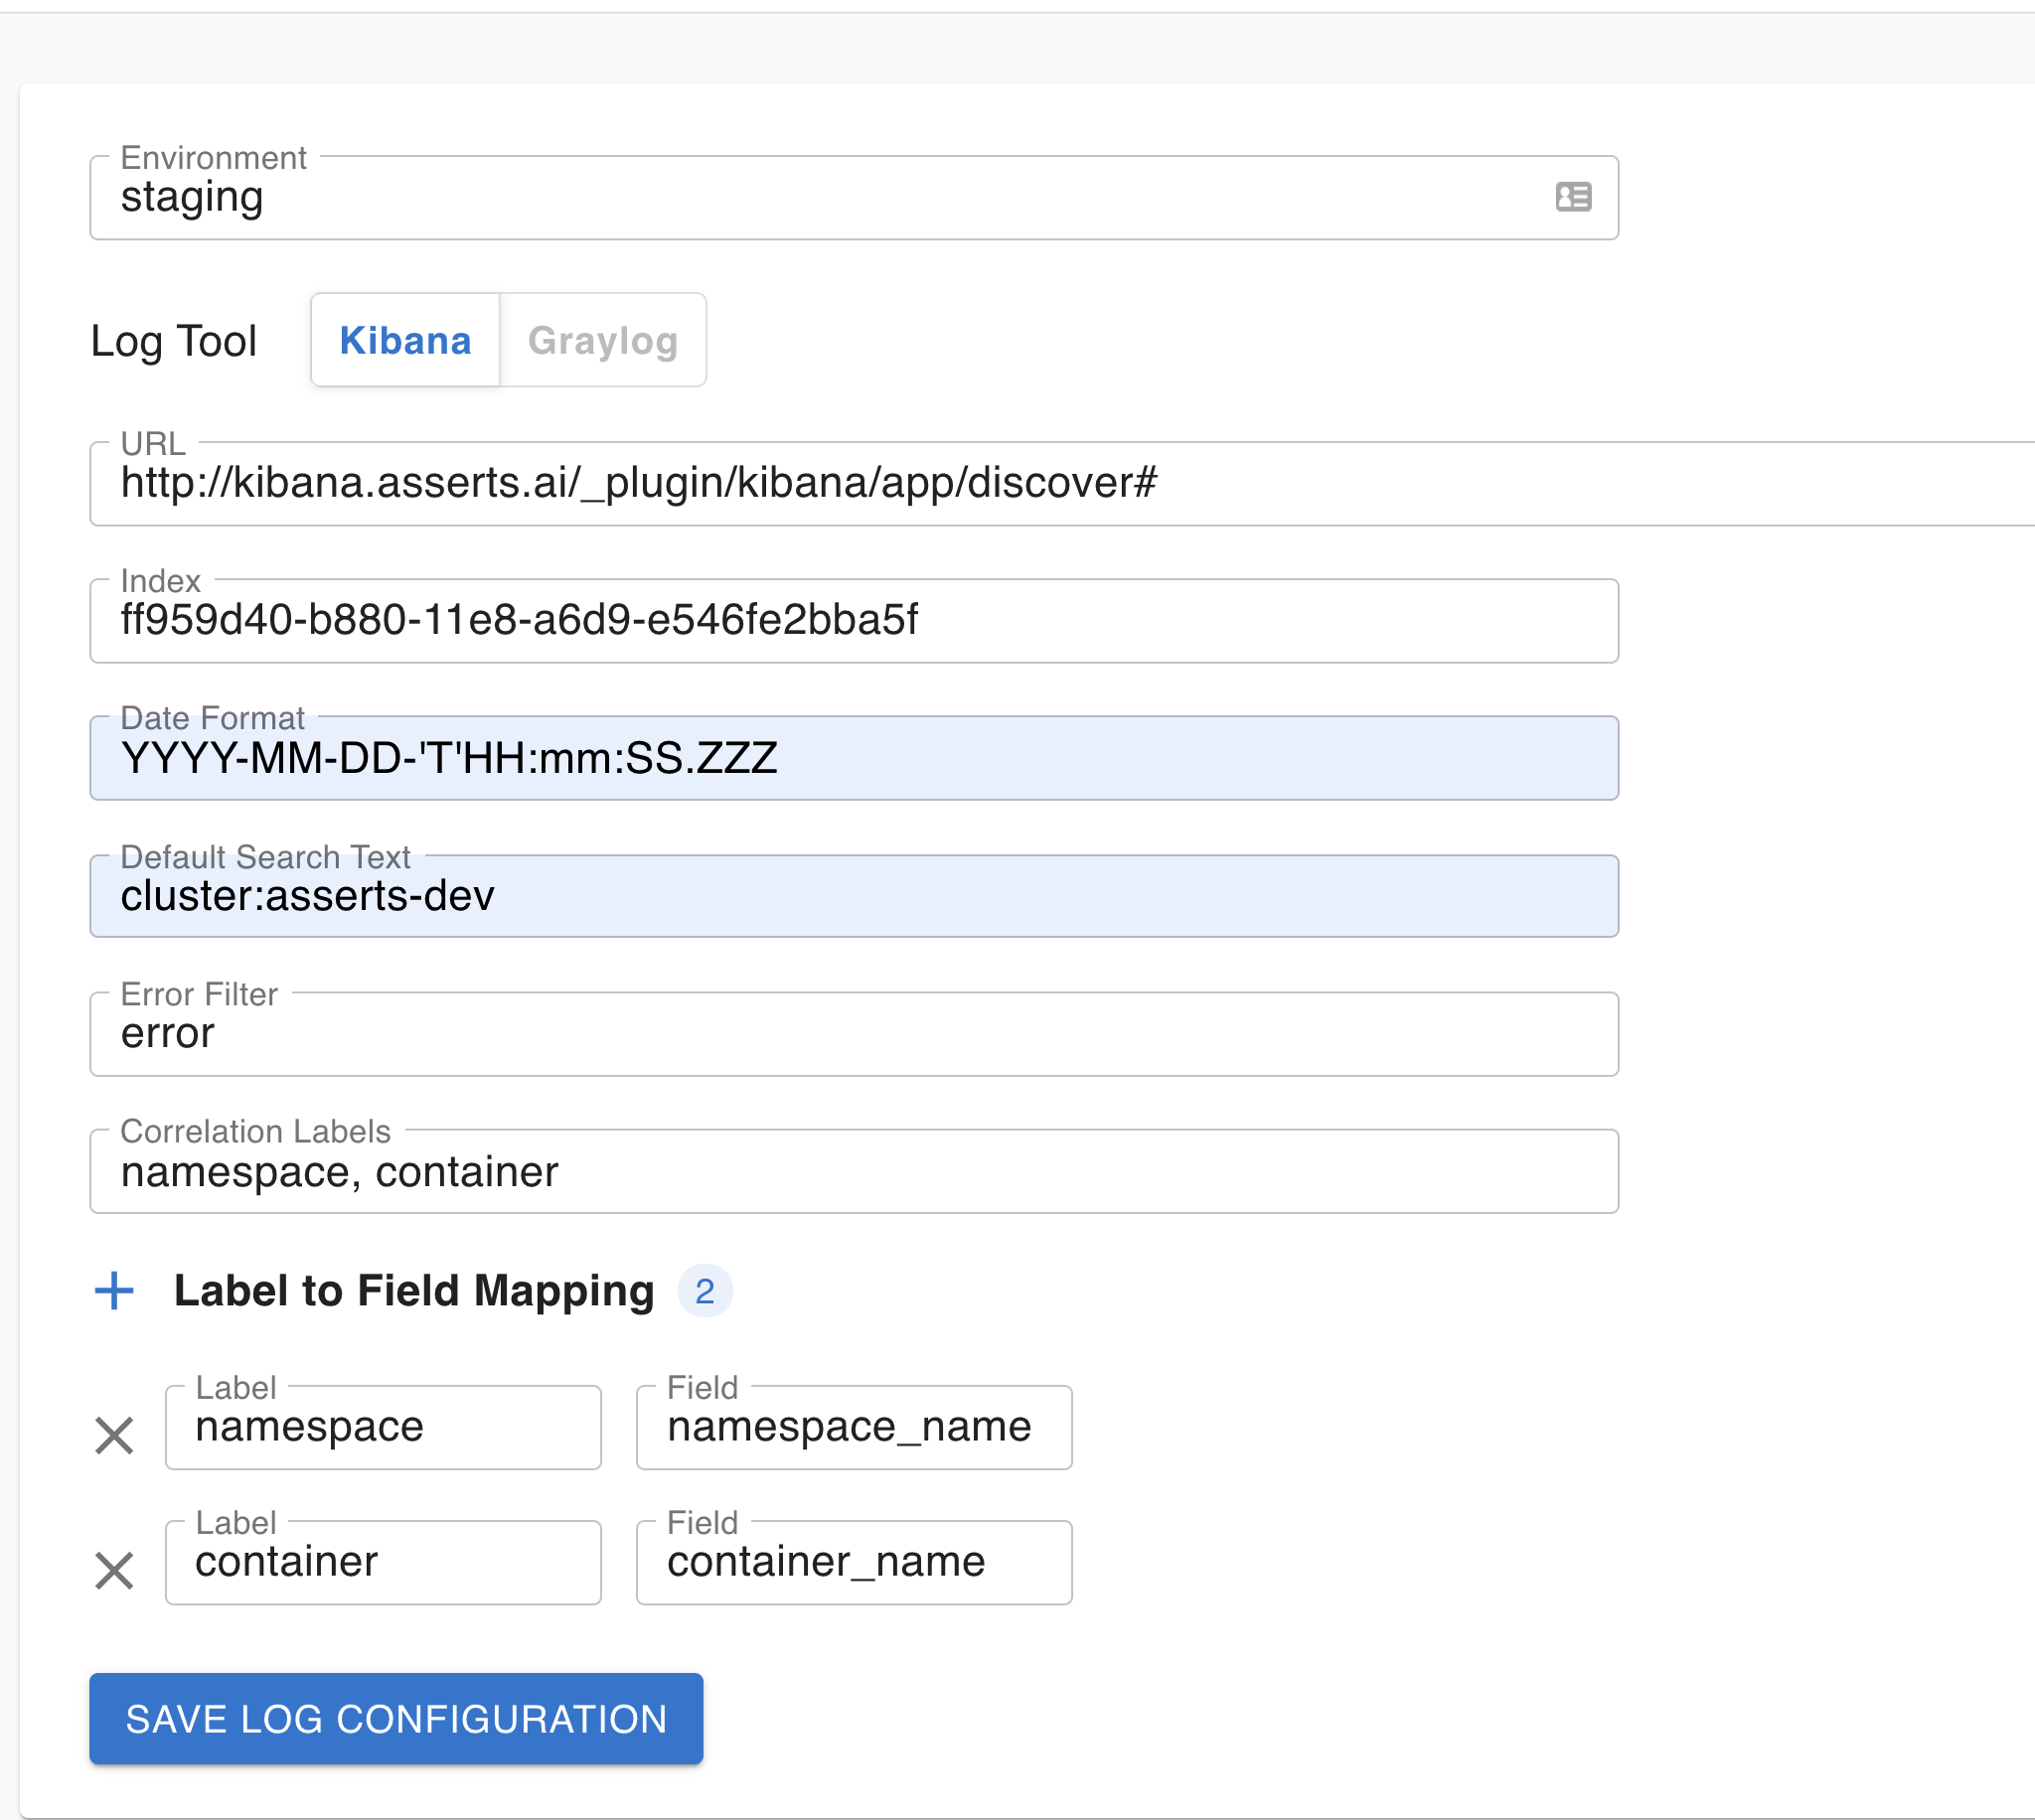 Environment
staging
Log Tool Kibana Graylog
URL
http://kibana.asserts.ai/_plugin/kibana/app/discover#
Index
ff959d40-b880-11e8-a6d9-e546fe2bba5f
Date Format
YYYY-MM-DD-'T'HH:mm:SS.ZZZ
Default Search Text
cluster:asserts-dev
Error Filter
error
Correlation Labels
namespace, container
Label to Field Mapping 2
Label Field
namespace namespace_name
Label Field
container container_name
SAVE LOG CONFIGURATION